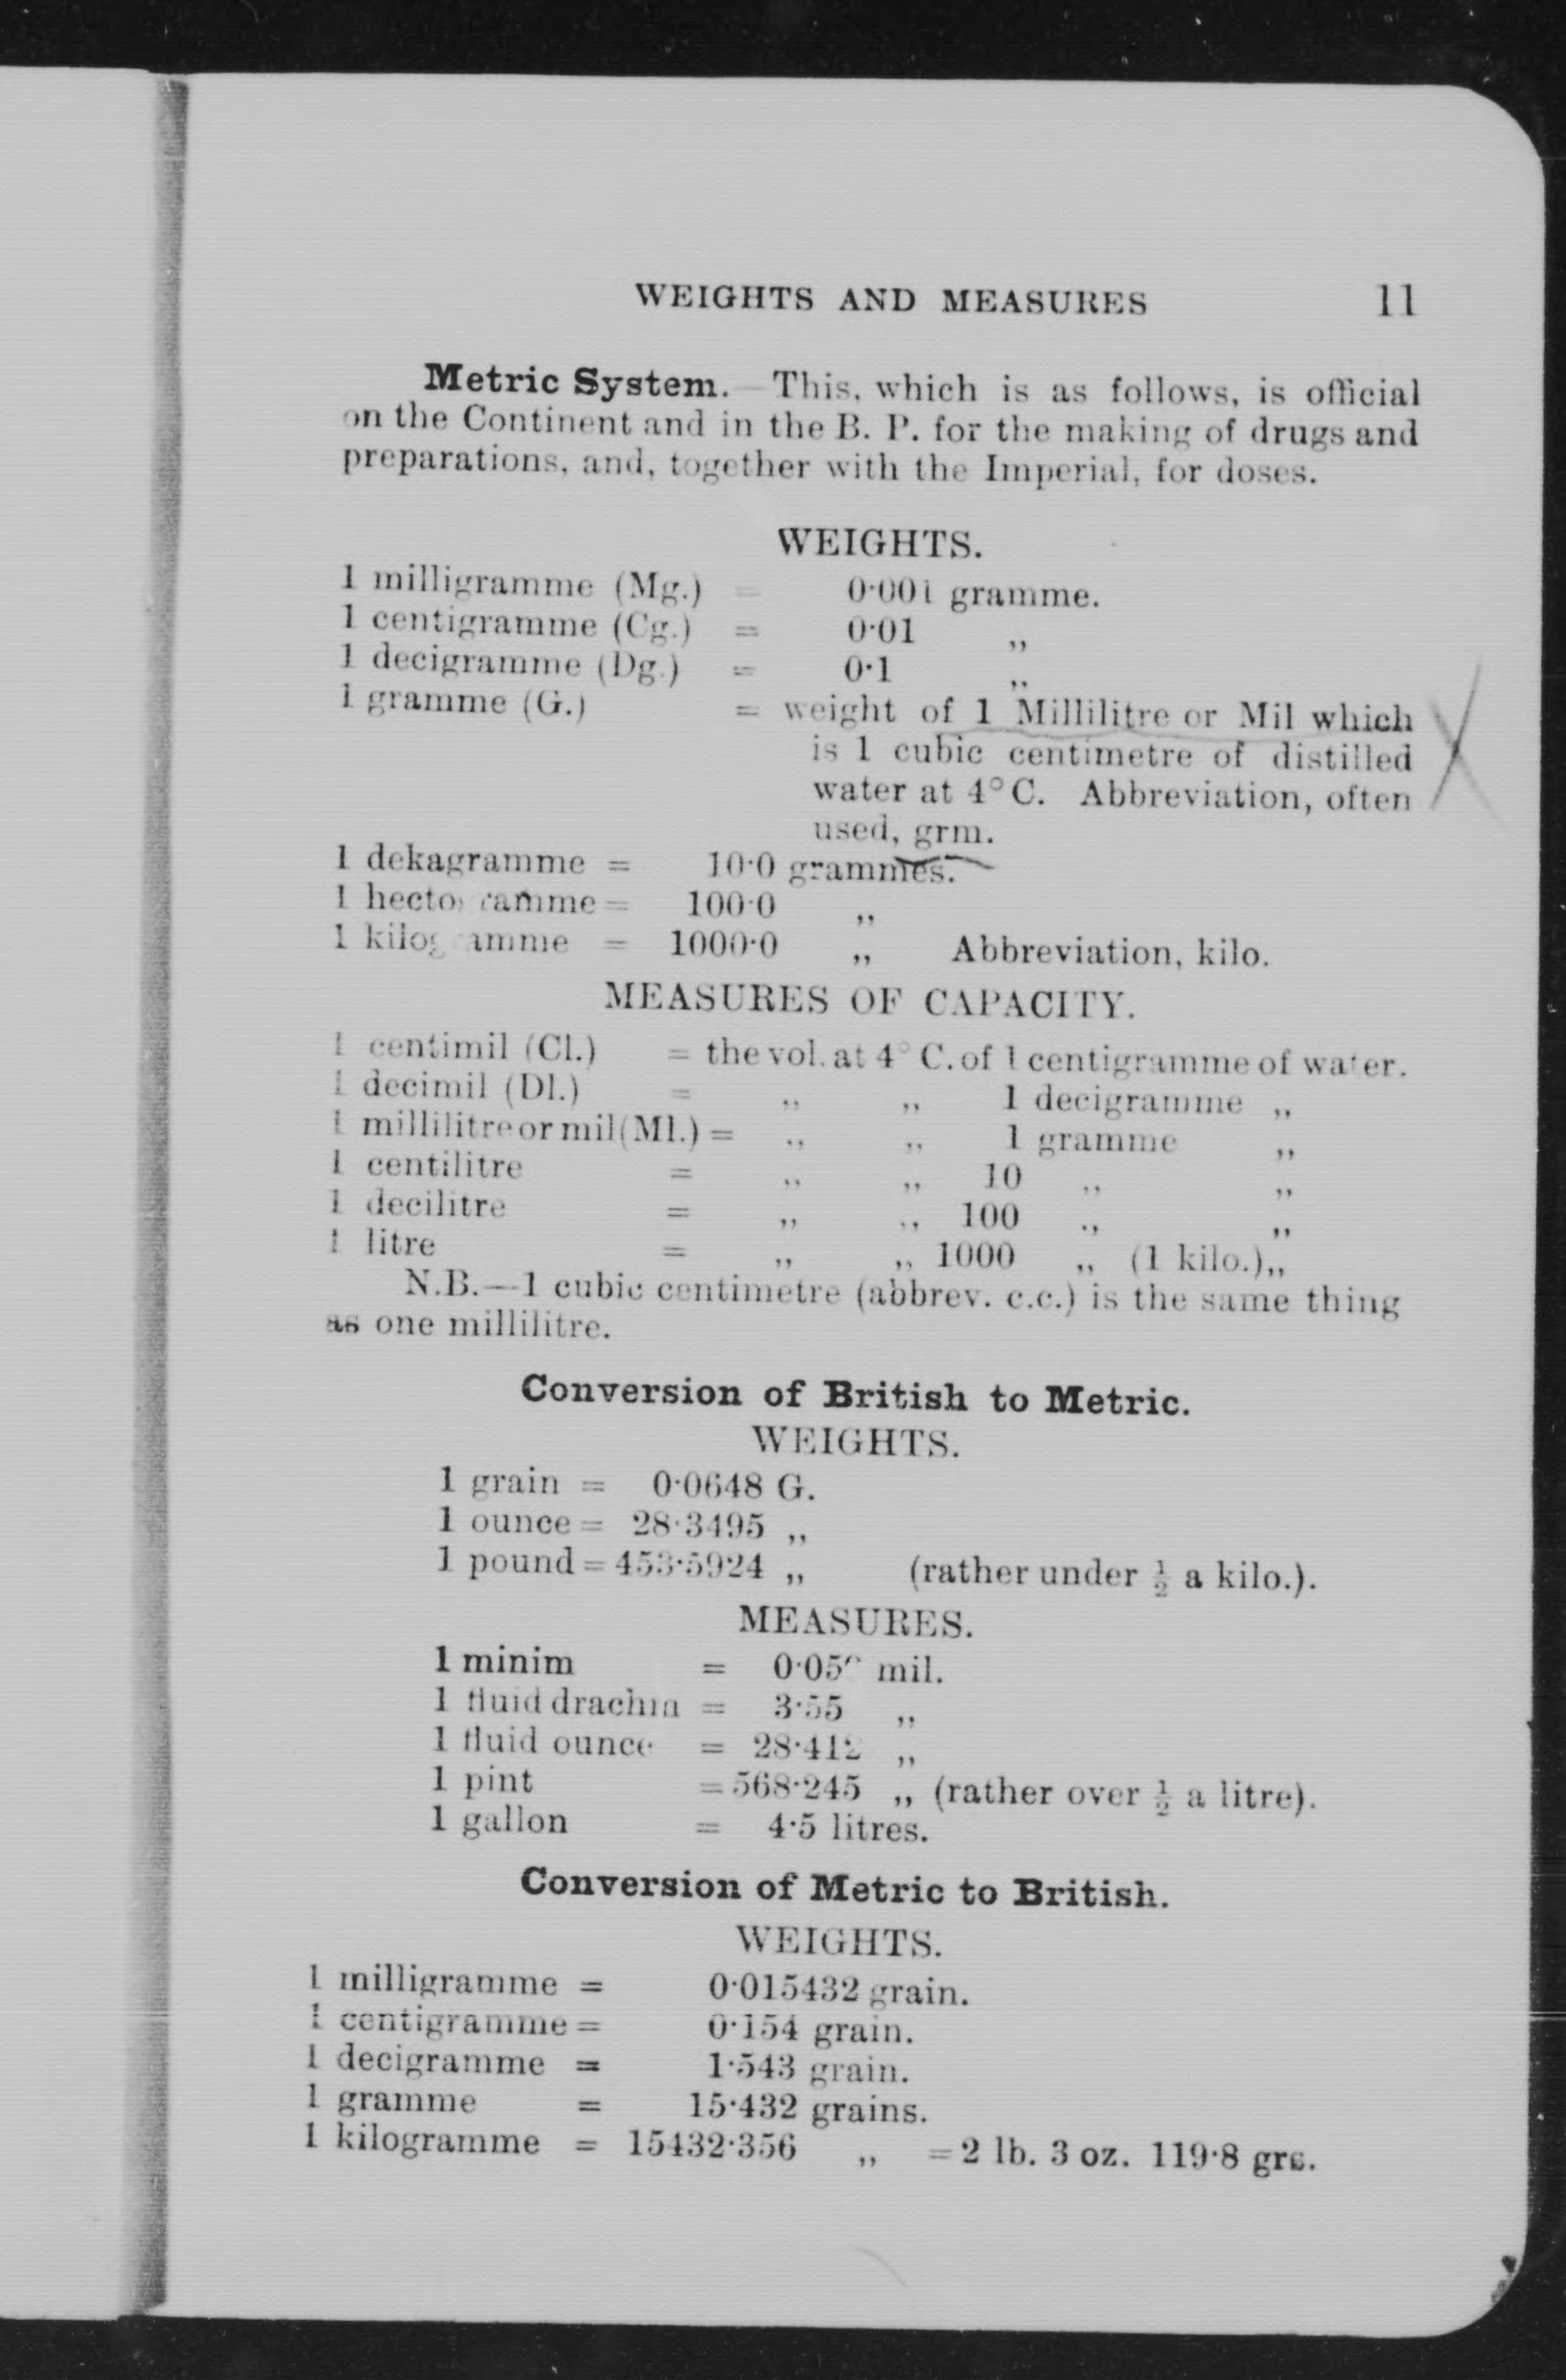 WEIGHTS AND MEASURES 11
Metric System. This, which is as follows, is official
on the Continent and in the B. P. for the making of drugs and
preparations, and, together with the Imperial, for doses.
WEIGHTS.
1 milligramme (Mg.) = 0·001 gramme.
1 centigramme (Cg.) = 0·01 ,,
1 decigramme (Dg.) = 0·1 ,,
1 gramme (G.) = weight of 1 Millilitre or Mil which
is 1 cubic centimetre of distilled
water at 4° C. Abbreviation, often
used, grm.
1 dekagramme = 10·0 grammes.
1 hectogramme = 100·0 ,,
1 kilogramme = 1000·0 ,, Abbreviation, kilo.
MEASURES OF CAPACITY.
1 centimil (Cl.) = the vol. at 4° C. of 1 centigramme of water.
1 decimil (Dl.) = ,, ,, 1 decigramme ,,
1 millilitre or mil (Ml.) = ,, ,, 1 gramme ,,
1 centilitre = ,, ,, 10 ,, ,,
1 decilitre = ,, ,, 100 ,, ,,
1 litre = ,, ,, 1000 ,, (1 kilo.),,
N.B.—1 cubic centimetre (abbrev. c.c.) is the same thing
as one millilitre.
Conversion of British to Metric.
WEIGHTS.
1 grain = 0·0648 G.
1 ounce = 28·3495 ,,
1 pound = 453·5924 ,, (rather under ½ a kilo.).
MEASURES.
1 minim = mil.
1 fluid drachm = 3·55 ,,
1 fluid ounce = 28·412 ,,
1 pint = 568·245 ,, (rather over ½ a litre).
1 gallon = 4·5 litres.
Conversion of Metric to British.
WEIGHTS.
1 milligramme = 0·015432 grain.
1 centigramme = 0·154 grain.
1 decigramme = 1·543 grain.
1 gramme = 15·432 grains.
1 kilogramme = 15432·356 ,, = 2 lb. 3 oz. 119·8 grs.